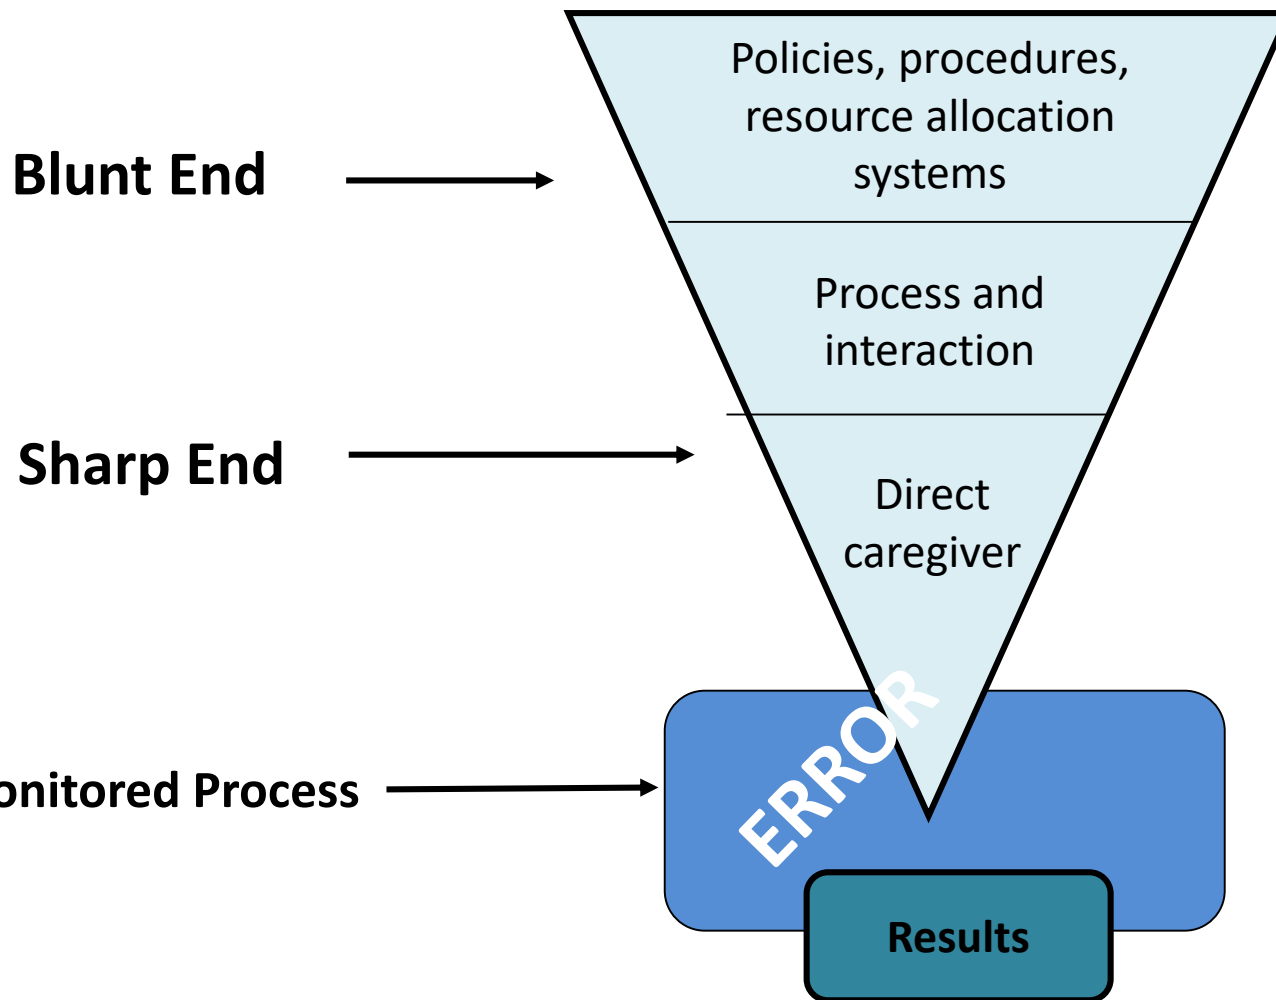 Policies, procedures,
resource allocation
systems
Blunt End
Process and
interaction
Sharp End
Direct
caregiver
ERROR
onitored Process
Results